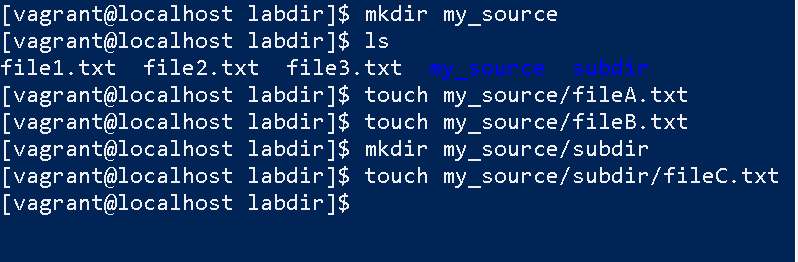 [vagrant@localhost labdir]$ mkdir my_source
[vagrant@localhost labdir]$ ls
file1.txt  file2.txt  file3.txt  my_source  subdir
[vagrant@localhost labdir]$ touch my_source/fileA.txt
[vagrant@localhost labdir]$ touch my_source/fileB.txt
[vagrant@localhost labdir]$ mkdir my_source/subdir
[vagrant@localhost labdir]$ touch my_source/subdir/fileC.txt
[vagrant@localhost labdir]$